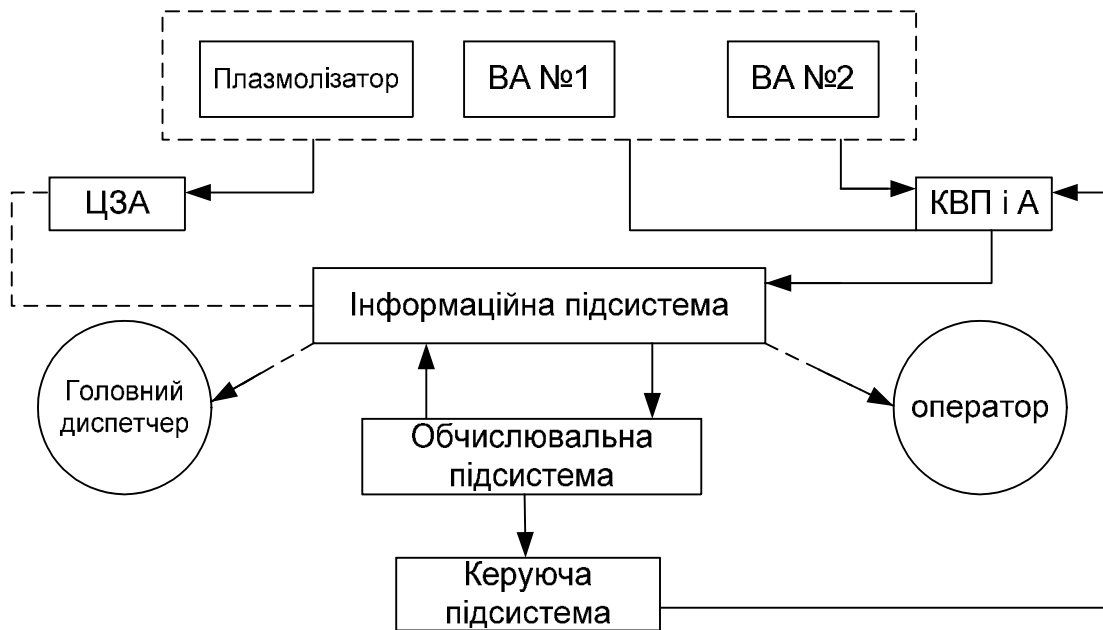 Плазмолізатор
ВА №1
ВА №2
ЦЗА
КВП і А
Інформаційна підсистема
Головний
диспетчер
оператор
Обчислювальна
підсистема
Керуюча
підсистема